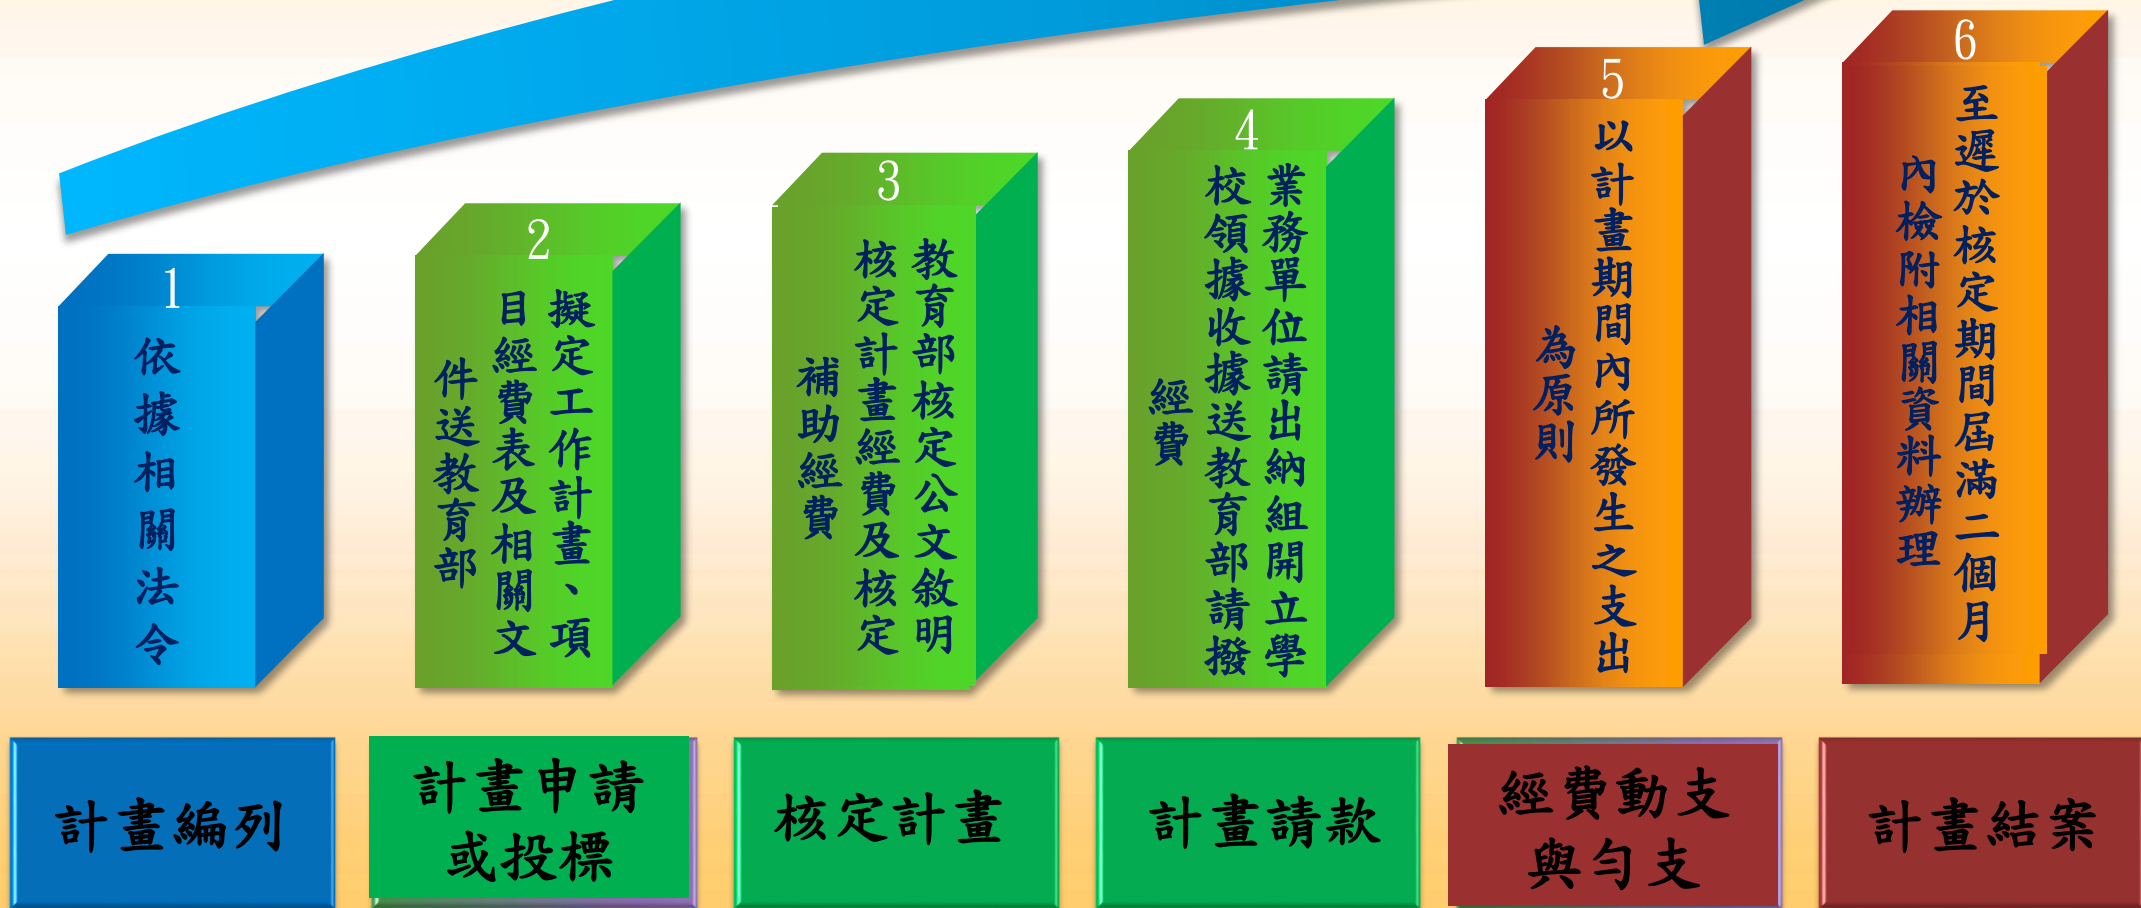 1
依據相關法令
2
擬定工作計畫、項
目經費表及相關文
件送教育部
3
教育部核定公文敘明
核定計畫經費及核定
補助經費
4
業務單位請出納組開立學
校領據收據送教育部請撥
經費
5
以計畫期間內所發生之支出
為原則
6
至遲於核定期間屆滿二個月
內檢附相關資料辦理
計畫編列
計畫申請
或投標
核定計畫
計畫請款
經費動支
與勻支
計畫結案